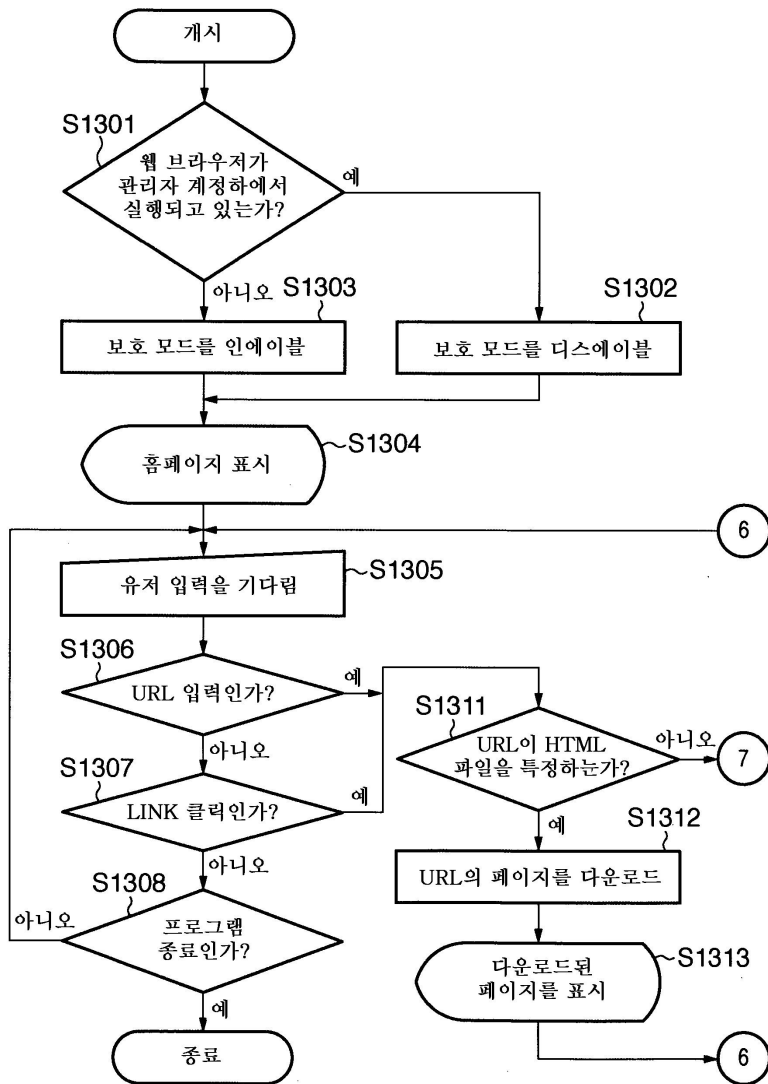 개시
S1301
웹 브라우저가
관리자 계정하에서
실행되고 있는가?
예
아니오
S1303
S1302
보호 모드를 인에이블
보호 모드를 디스에이블
홈페이지 표시
S1304
6
유저 입력을 기다림
S1305
S1306
URL 입력인가?
예
아니오
S1311
URL이 HTML
파일을 특정하는가?
아니오
7
예
S1307
LINK 클릭인가?
예
아니오
S1312
URL의 페이지를 다운로드
S1308
프로그램
종료인가?
아니오
예
S1313
다운로드된
페이지를 표시
종료
6